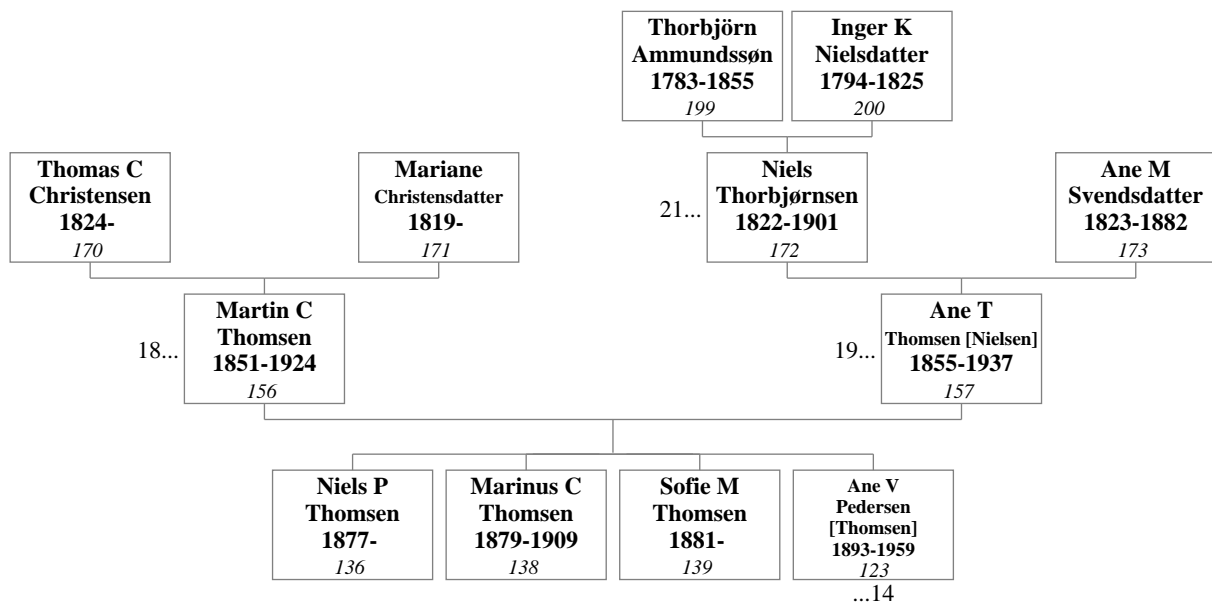 Thorbjörn
Ammundssøn
1783-1855
199
Inger K
Nielsdatter
1794-1825
200
Thomas C
Christensen
1824-
170
Mariane
Christensdatter
1819-
171
21...
Niels
Thorbjørnsen
1822-1901
172
Ane M
Svendsdatter
1823-1882
173
18...
Martin C
Thomsen
1851-1924
156
19...
Ane T
Thomsen [Nielsen]
1855-1937
157
Niels P
Thomsen
1877-
136
Marinus C
Thomsen
1879-1909
138
Sofie M
Thomsen
1881-
139
Ane V
Pedersen
[Thomsen]
1893-1959
123
...14